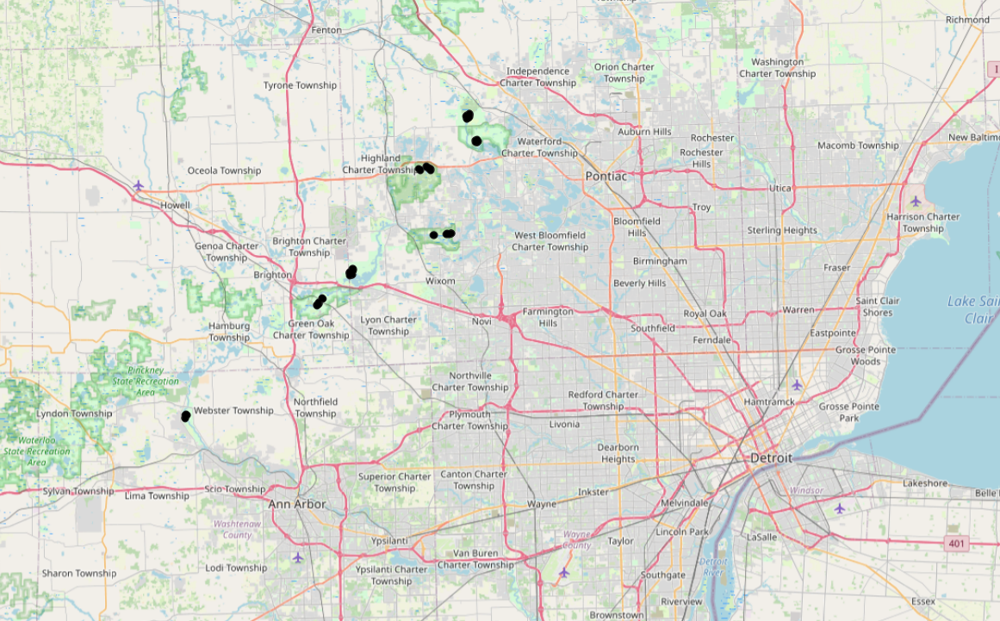 Richmond
Fenton
Independence
Charter Township
Orion Charter
Township
Washington
Charter Township
Tyrone Township
Auburn Hills
Rochester
New Baltimo
Waterford
Charter Township
Macomb Township
Rochester
Hills
Highland
Charter Township
Oceola Township
Pontiac
Utica
Howell
Troy
Harrison Charter
Township
Bloomfield
Hills
Sterling Heights
West Bloomfield
Charter Township
Brighton Charter
Township
Genoa Charter
Township
Birmingham
Fraser
Brighton
Wixom
Beverly Hills
Lake Sai
Clair
Saint Clair
Shores
Warren
Royal Oak
Farmington
Hills
Novi
Lyon Charter
Township
Green Oak
Charter Township
Hamburg
Township
Southfield
Ferndale
Eastpointe
Grosse Pointe
Woods
Pinckney
State Recreation
Area
Northville
Charter Township
Redford Charter
Township
Hamtramck
Grosse Pointe
Park
Northfield
Township
Webster Township
Lyndon Township
Plymouth
Charter Township
Livonia
Waterloo
State Recreation
Area
Dearborn
Heights
Detroit
Superior Charter
Township
Canton Charter
Township
Lakeshore
Belle
Windsor
Sylvan Township
Lima Township
Scio Township
Ann Arbor
Inkster
Wayne
Melvindale
Washtenaw
County
Lincoln Park
LaSalle
Wayne
County
Taylor
401
Ypsilanti
Van Buren
Charter Township
Detroit
River
Sharon Township
Lodi Township
Ypsilanti Charter
Township
Southgate
Riverview
Essex
Brownstown